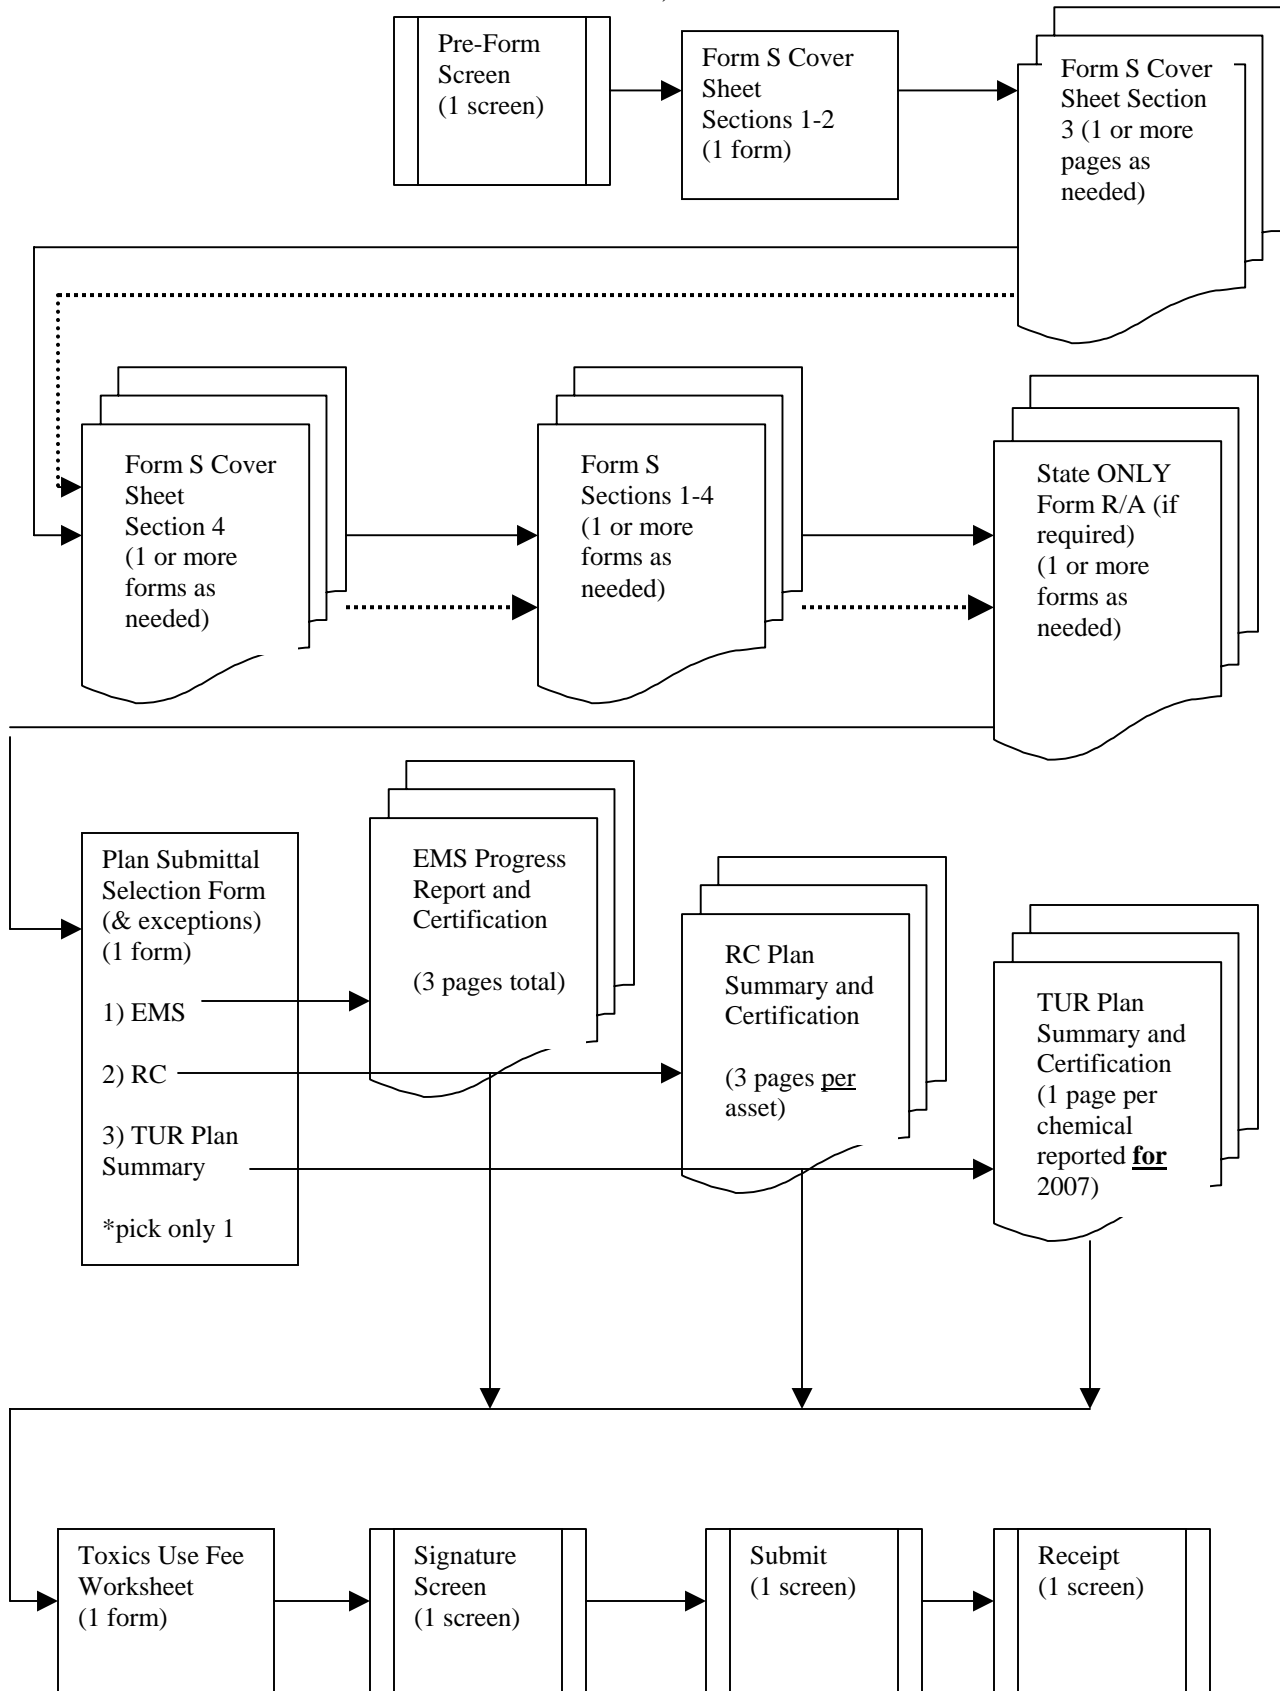 Pre-Form
Screen
(1 screen)
Form S Cover
Sheet
Sections 1-2
(1 form)
Form S Cover
Sheet Section
3 (1 or more
pages as
needed)
Form S Cover
Sheet
Section 4
(1 or more
forms as
needed)
Form S
Sections 1-4
(1 or more
forms as
needed)
State ONLY
Form R/A (if
required)
(1 or more
forms as
needed)
Plan Submittal
Selection Form
(& exceptions)
(1 form)
1) EMS
2) RC
3) TUR Plan
Summary
*pick only 1
EMS Progress
Report and
Certification
(3 pages total)
RC Plan
Summary and
Certification
(3 pages per
asset)
TUR Plan
Summary and
Certification
(1 page per
chemical
reported for
2007)
Toxics Use Fee
Worksheet
(1 form)
Signature
Screen
(1 screen)
Submit
(1 screen)
Receipt
(1 screen)